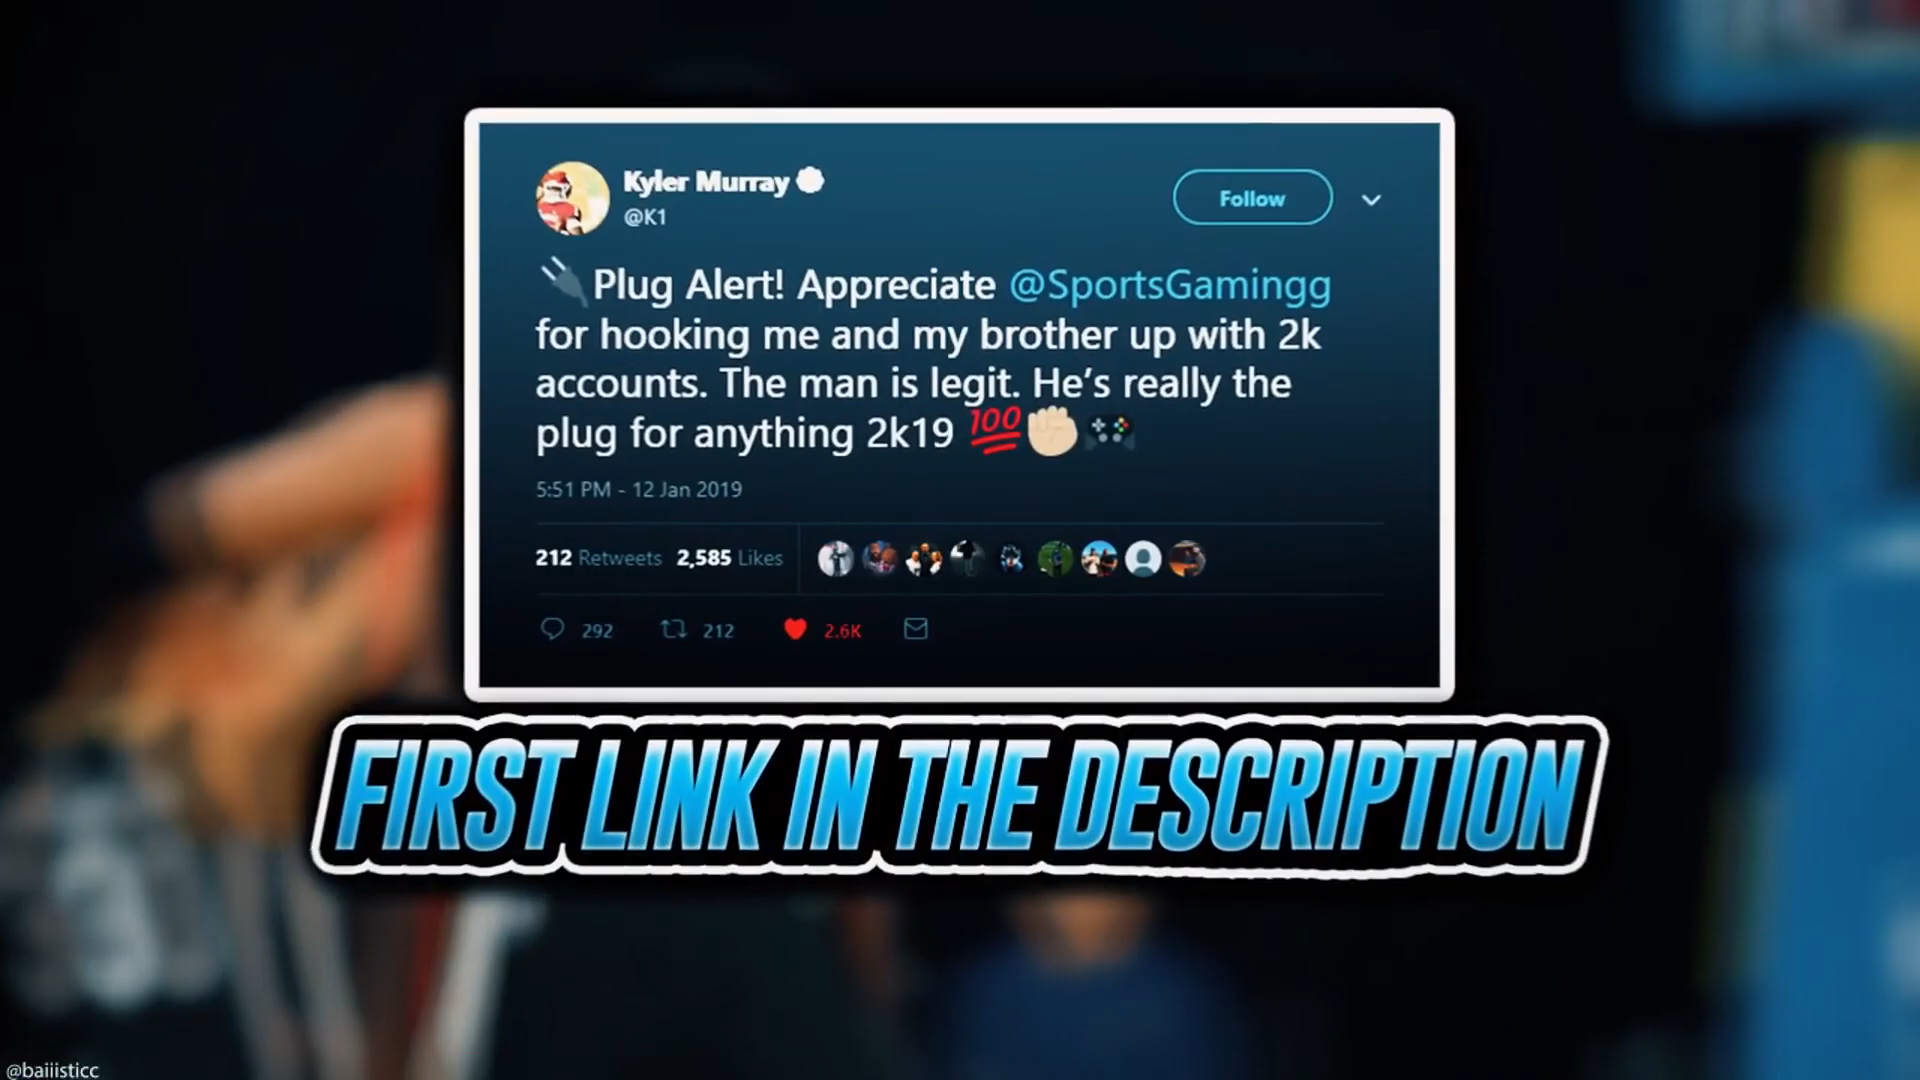 Kyler Murray
@K1
Follow
Plug Alert! Appreciate @SportsGamingg
for hooking me and my brother up with 2k
accounts. The man is legit. He’s really the
plug for anything 2k19 💯✊🏻🎮
5:51 PM - 12 Jan 2019
212 Retweets 2,585 Likes
292 212 2.6K
FIRST LINK IN THE DESCRIPTION
@baiiisticc